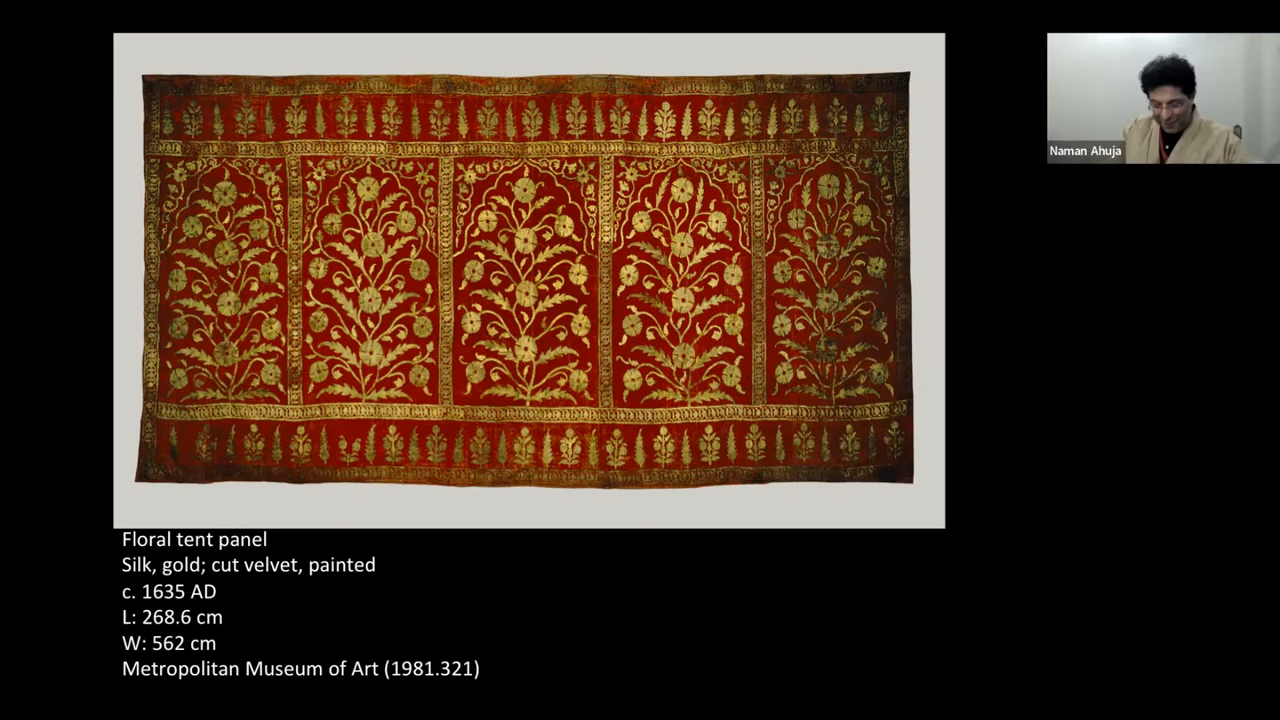 Naman Ahuja
Floral tent panel
Silk, gold; cut velvet, painted
c. 1635 AD
L: 268.6 cm
W: 562 cm
Metropolitan Museum of Art (1981.321)